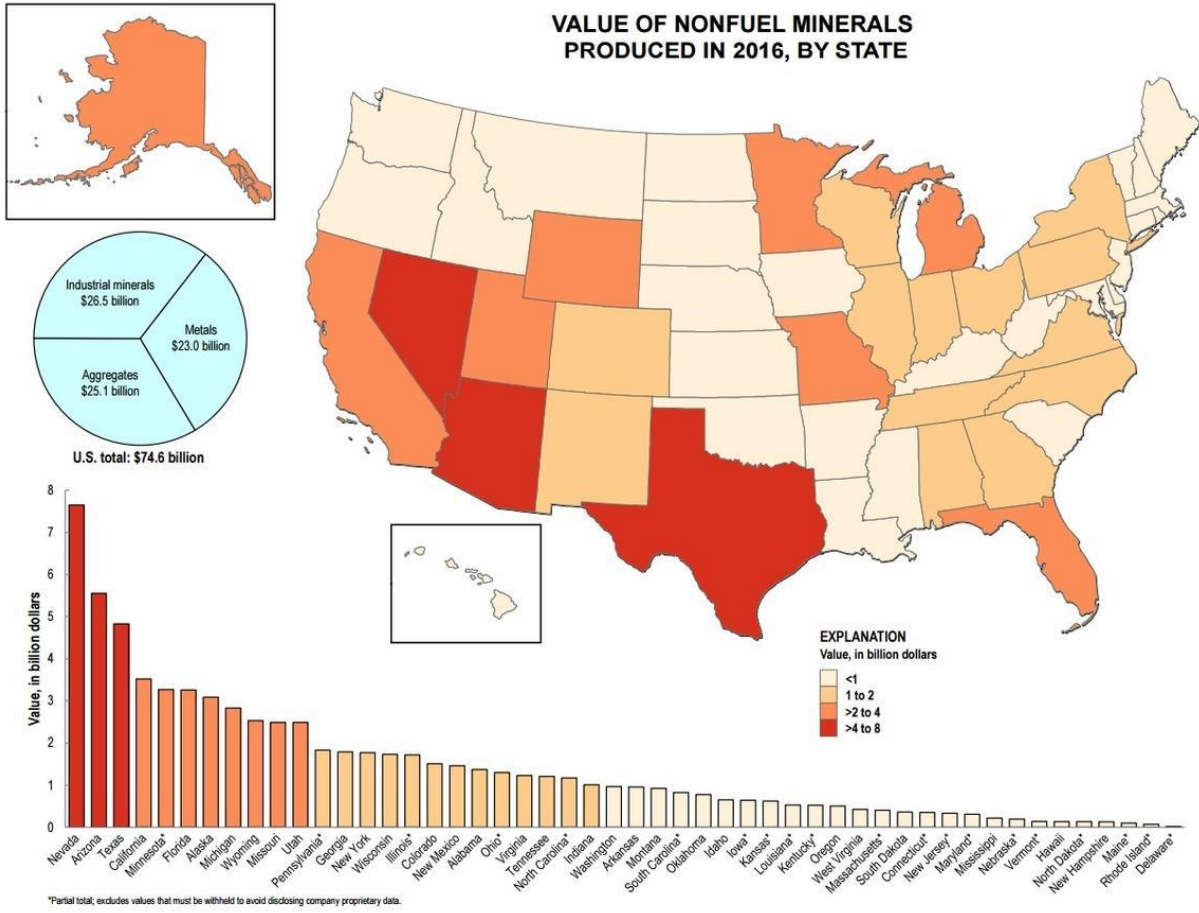 VALUE OF NONFUEL MINERALS
PRODUCED IN 2016, BY STATE
Industrial minerals
$26.5 billion
Metals
$23.0 billion
Aggregates
$25.1 billion
U.S. total: $74.6 billion
EXPLANATION
Value, in billion dollars
<1
1 to 2
>2 to 4
>4 to 8
Value, in billion dollars
8
7
6
5
4
3
2
1
0
Nevada
Arizona
Texas
California
Minnesota*
Florida
Alaska
Michigan
Wyoming
Missouri
Utah
Pennsylvania*
Georgia
New York
Wisconsin
Illinois*
Colorado
New Mexico
Alabama
Ohio*
Virginia
Tennessee
North Carolina*
Indiana
Washington
Arkansas
Montana
South Carolina*
Oklahoma
Idaho
Iowa*
Kansas*
Louisiana*
Kentucky*
Oregon
West Virginia
Massachusetts*
South Dakota
Connecticut*
New Jersey*
Maryland*
Mississippi
Nebraska*
Vermont*
Hawaii
North Dakota*
New Hampshire
Maine*
Rhode Island*
Delaware*
*Partial total; excludes values that must be withheld to avoid disclosing company proprietary data.